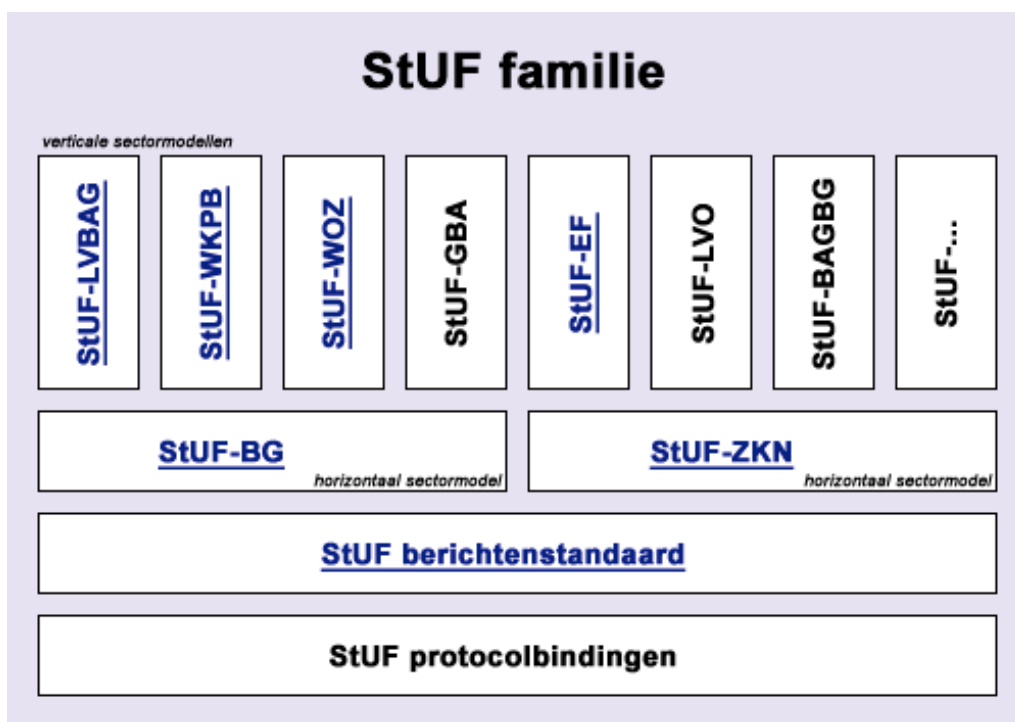 StUF familie
verticale sectormodellen
StUF-LVBAG
StUF-WKPB
StUF-WOZ
StUF-GBA
StUF-EF
StUF-LVO
StUF-BAGBG
StUF-...
StUF-BG
horizontaal sectormodel
StUF-ZKN
horizontaal sectormodel
StUF berichtenstandaard
StUF protocolbindingen